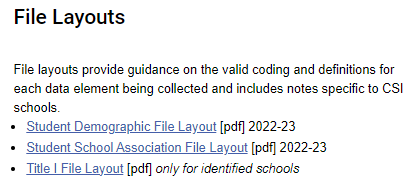 File Layouts
File layouts provide guidance on the valid coding and definitions for
each data element being collected and includes notes specific to CSI
schools.
• Student Demographic File Layout [pdf] 2022-23
• Student School Association File Layout [pdf] 2022-23
• Title I File Layout [pdf] only for identified schools